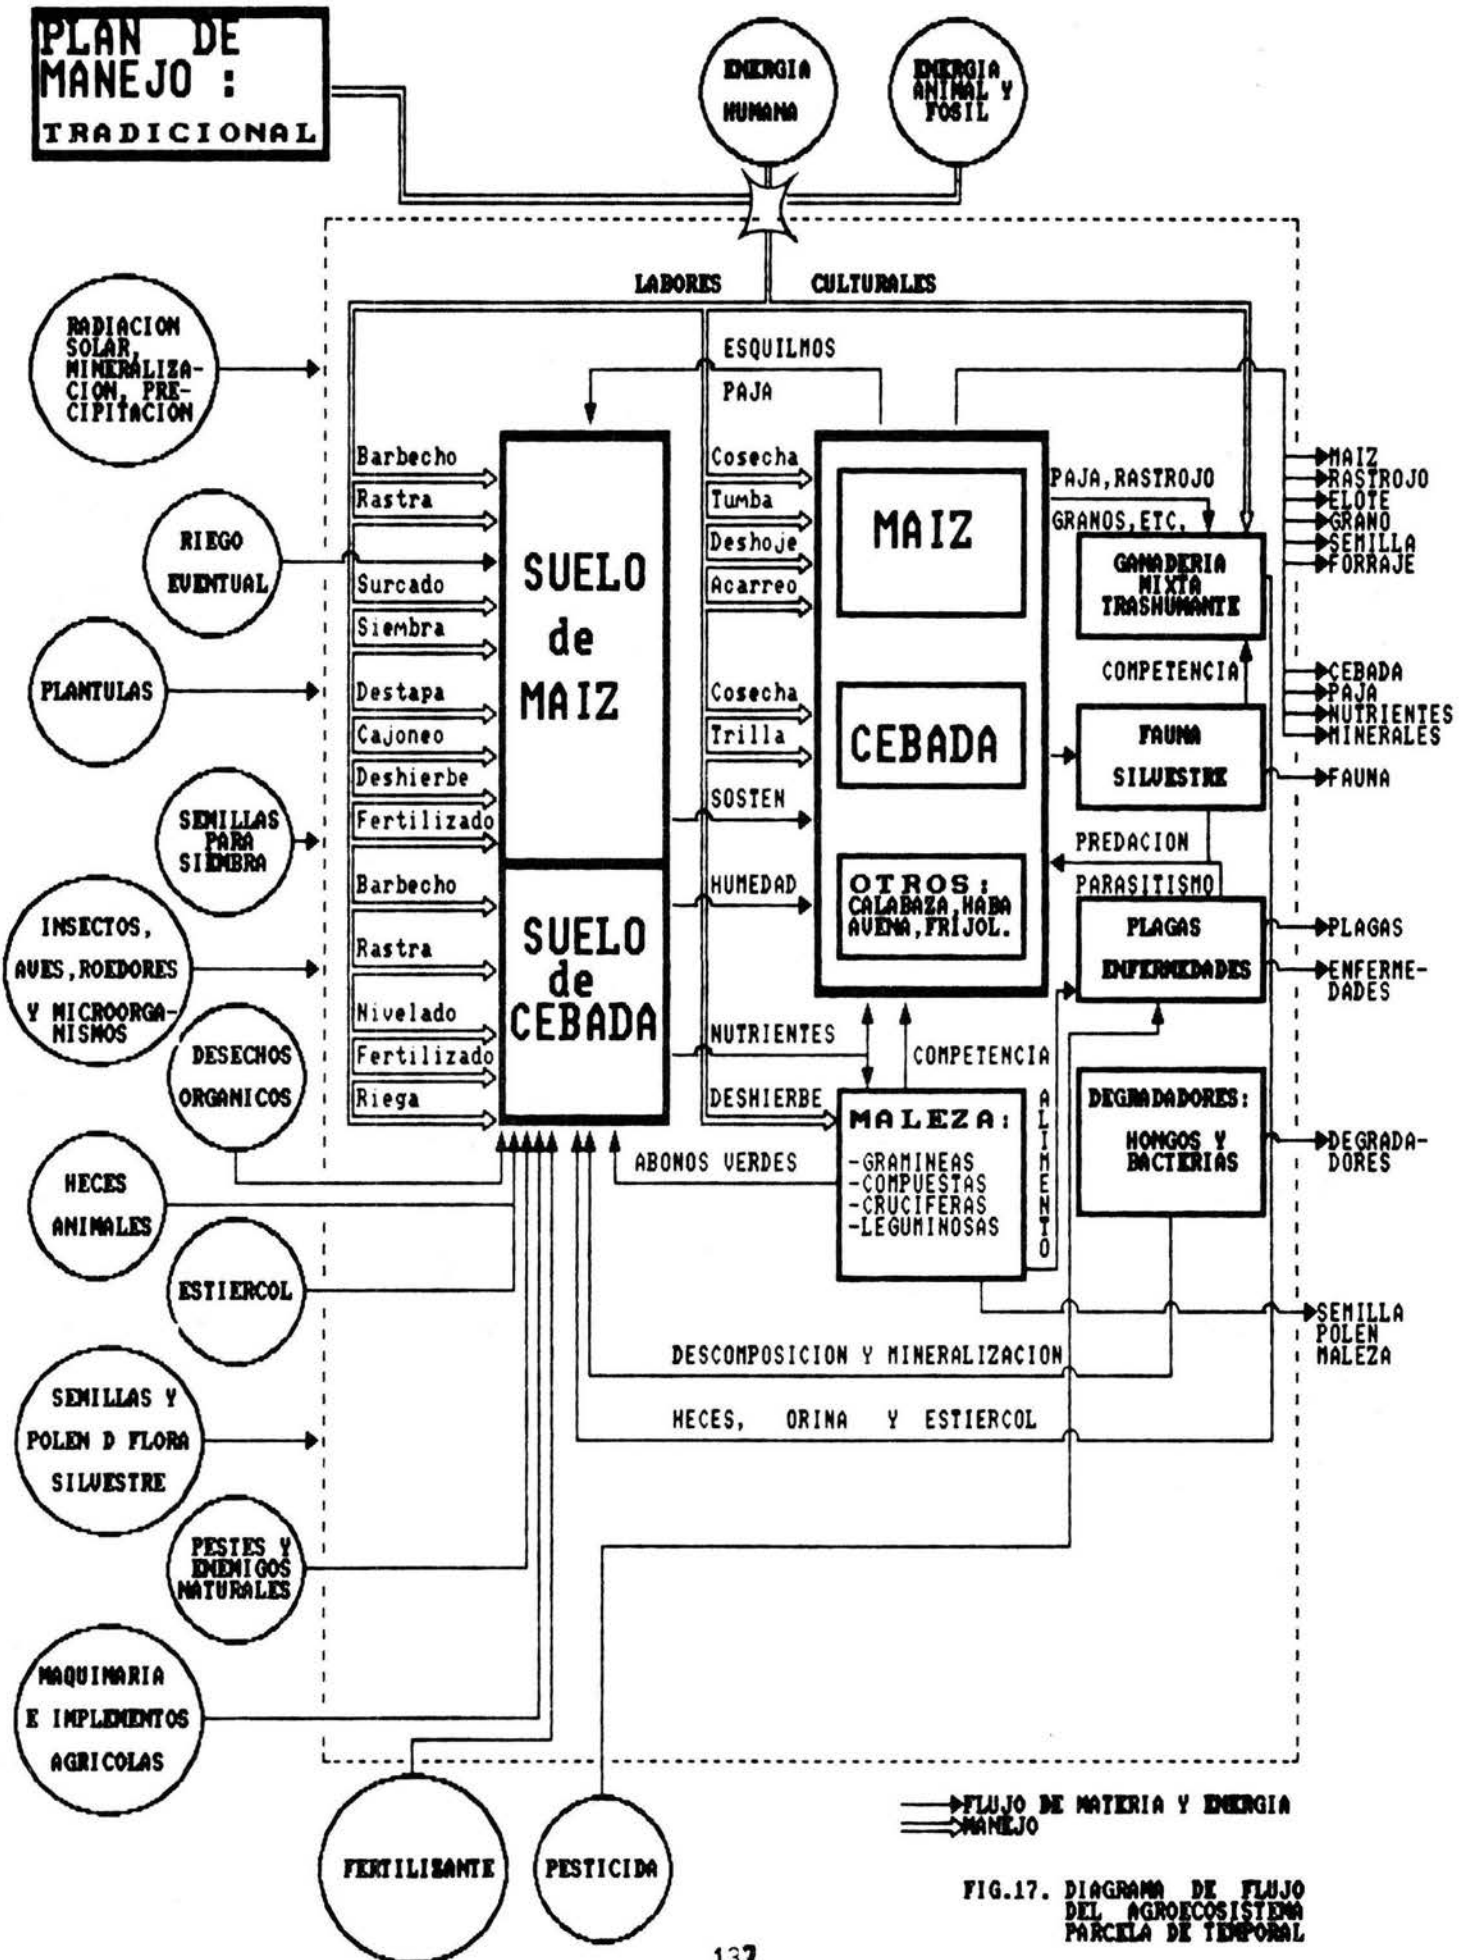 PLAN DE
MANEJO :
TRADICIONAL
ENERGIA
HUMANA
ENERGIA
ANIMAL Y
FOSIL
LABORES CULTURALES
RADIACION
SOLAR,
MINERALIZA-
CION, PRE-
CIPITACION
RIEGO
EVENTUAL
PLANTULAS
SEMILLAS
PARA
SIEMBRA
INSECTOS,
AVES,ROEDORES
Y MICROORGA-
NISMOS
DESECHOS
ORGANICOS
HECES
ANIMALES
ESTIERCOL
SEMILLAS Y
POLEN D FLORA
SILVESTRE
PESTES Y
ENEMIGOS
NATURALES
MAQUINARIA
E IMPLEMENTOS
AGRICOLAS
FERTILIZANTE
PESTICIDA
Barbecho
Rastra
Surcado
Siembra
Destapa
Cajoneo
Deshierbe
Fertilizado
Barbecho
Rastra
Nivelado
Fertilizado
Riega
SUELO
de
MAIZ
SUELO
de
CEBADA
ESQUILMOS
PAJA
Cosecha
Tumba
Deshoje
Acarreo
Cosecha
Trilla
SOSTEN
HUMEDAD
NUTRIENTES
DESHIERBE
ABONOS VERDES
MAIZ
CEBADA
OTROS:
CALABAZA,HABA
AVENA,FRIJOL.
COMPETENCIA
MALEZA:
-GRAMINEAS
-COMPUESTAS
-CRUCIFERAS
-LEGUMINOSAS
ALIMENTO
PAJA,RASTROJO
GRANOS,ETC.
GANADERIA
MIXTA
TRASHUMANTE
COMPETENCIA
FAUNA
SILVESTRE
PREDACION
PARASITISMO
PLAGAS
ENFERMEDADES
DEGRADADORES:
HONGOS Y
BACTERIAS
DESCOMPOSICION Y MINERALIZACION
HECES, ORINA Y ESTIERCOL
MAIZ
RASTROJO
ELOTE
GRANO
SEMILLA
FORRAJE
CEBADA
PAJA
NUTRIENTES
MINERALES
FAUNA
PLAGAS
ENFERME-
DADES
DEGRADA-
DORES
SEMILLA
POLEN
MALEZA
FLUJO DE MATERIA Y ENERGIA
MANEJO
FIG.17. DIAGRAMA DE FLUJO
DEL AGROECOSISTEMA
PARCELA DE TEMPORAL
137